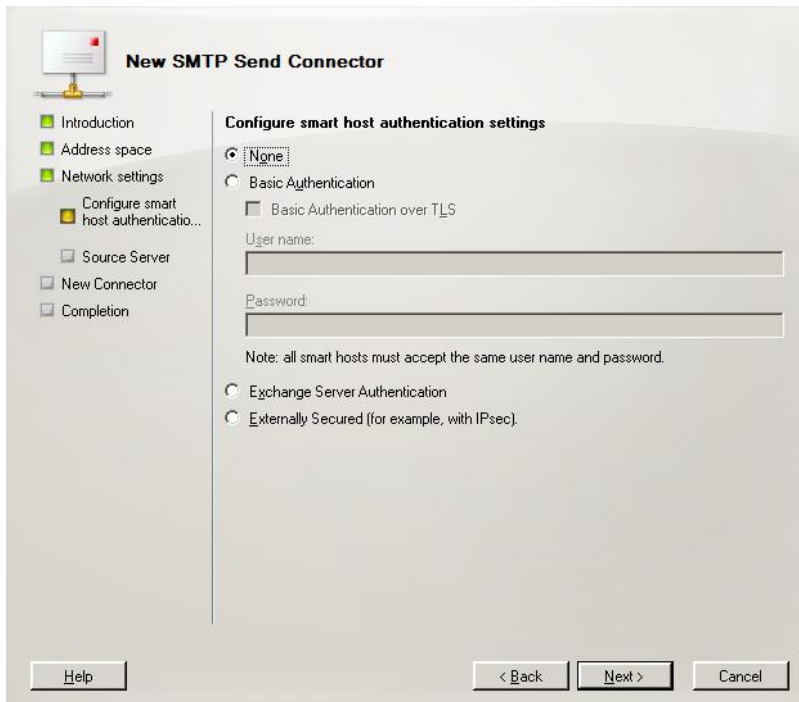 New SMTP Send Connector
Introduction
Address space
Network settings
Configure smart
host authenticatio...
Source Server
New Connector
Completion
Configure smart host authentication settings
None
Basic Authentication
Basic Authentication over TLS
User name:
Password:
Note: all smart hosts must accept the same user name and password.
Exchange Server Authentication
Externally Secured (for example, with IPsec).
Help
< Back
Next >
Cancel